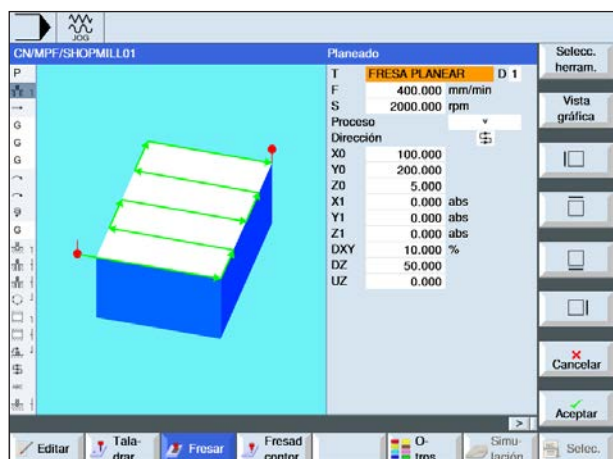 JOG
CN/MPF/SHOPMILL01
Planeado
Selecc.
herram.
P
T FRESA PLANEAR D 1
F 400.000 mm/min
S 2000.000 rpm
Proceso
Dirección
X0 100.000
Y0 200.000
Z0 5.000
X1 0.000 abs
Y1 0.000 abs
Z1 0.000 abs
DXY 10.000 %
DZ 50.000
UZ 0.000
G
G
G
G
Vista
gráfica
Cancelar
Aceptar
>
Editar
Tala-
drar
Fresar
Fresad
contor
O-
tros
Simu-
lación
Selec.